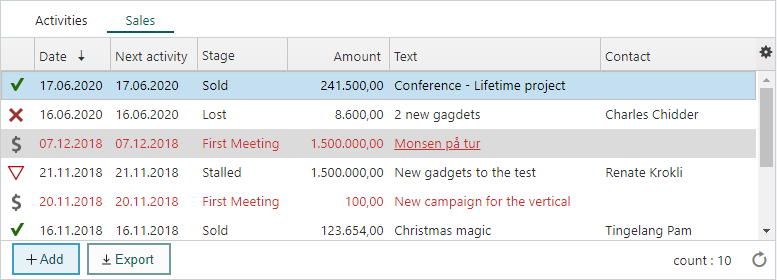 Activities Sales
Date ↓ Next activity Stage Amount Text Contact
17.06.2020 17.06.2020 Sold 241.500,00 Conference - Lifetime project
16.06.2020 16.06.2020 Lost 8.600,00 2 new gagdets Charles Chidder
$ 07.12.2018 07.12.2018 First Meeting 1.500.000,00 Monsen på tur
21.11.2018 21.11.2018 Stalled 1.500.000,00 New gadgets to the test Renate Krokli
$ 20.11.2018 20.11.2018 First Meeting 100,00 New campaign for the vertical
16.11.2018 16.11.2018 Sold 123.654,00 Christmas magic Tingelang Pam
+ Add Export count : 10